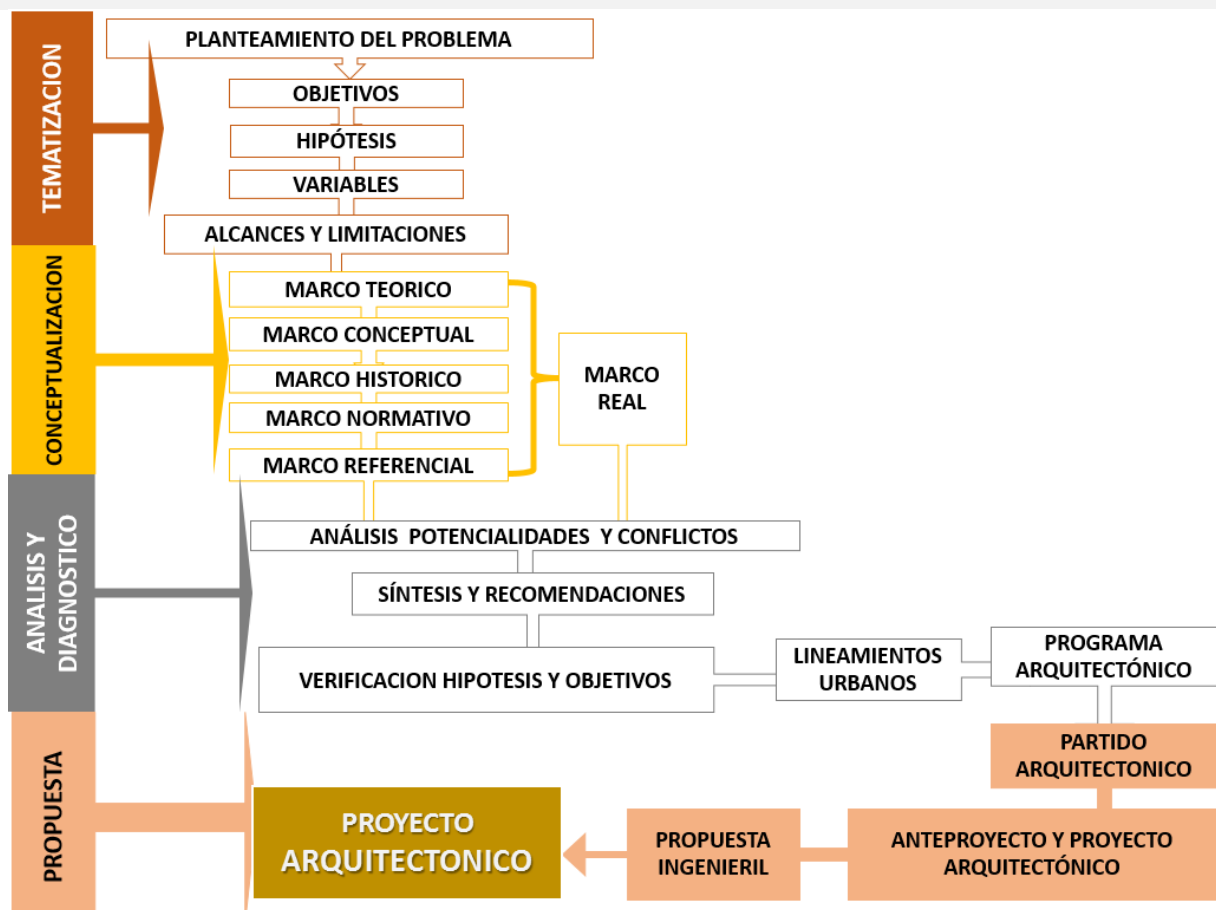 TEMATIZACION
PLANTEAMIENTO DEL PROBLEMA
OBJETIVOS
HIPÓTESIS
VARIABLES
ALCANCES Y LIMITACIONES
CONCEPTUALIZACION
MARCO TEORICO
MARCO CONCEPTUAL
MARCO HISTORICO
MARCO NORMATIVO
MARCO REFERENCIAL
MARCO
REAL
ANALISIS Y
DIAGNOSTICO
ANÁLISIS POTENCIALIDADES Y CONFLICTOS
SÍNTESIS Y RECOMENDACIONES
VERIFICACION HIPOTESIS Y OBJETIVOS
LINEAMIENTOS
URBANOS
PROGRAMA
ARQUITECTÓNICO
PROPUESTA
PARTIDO
ARQUITECTONICO
ANTEPROYECTO Y PROYECTO
ARQUITECTÓNICO
PROPUESTA
INGENIERIL
PROYECTO
ARQUITECTONICO